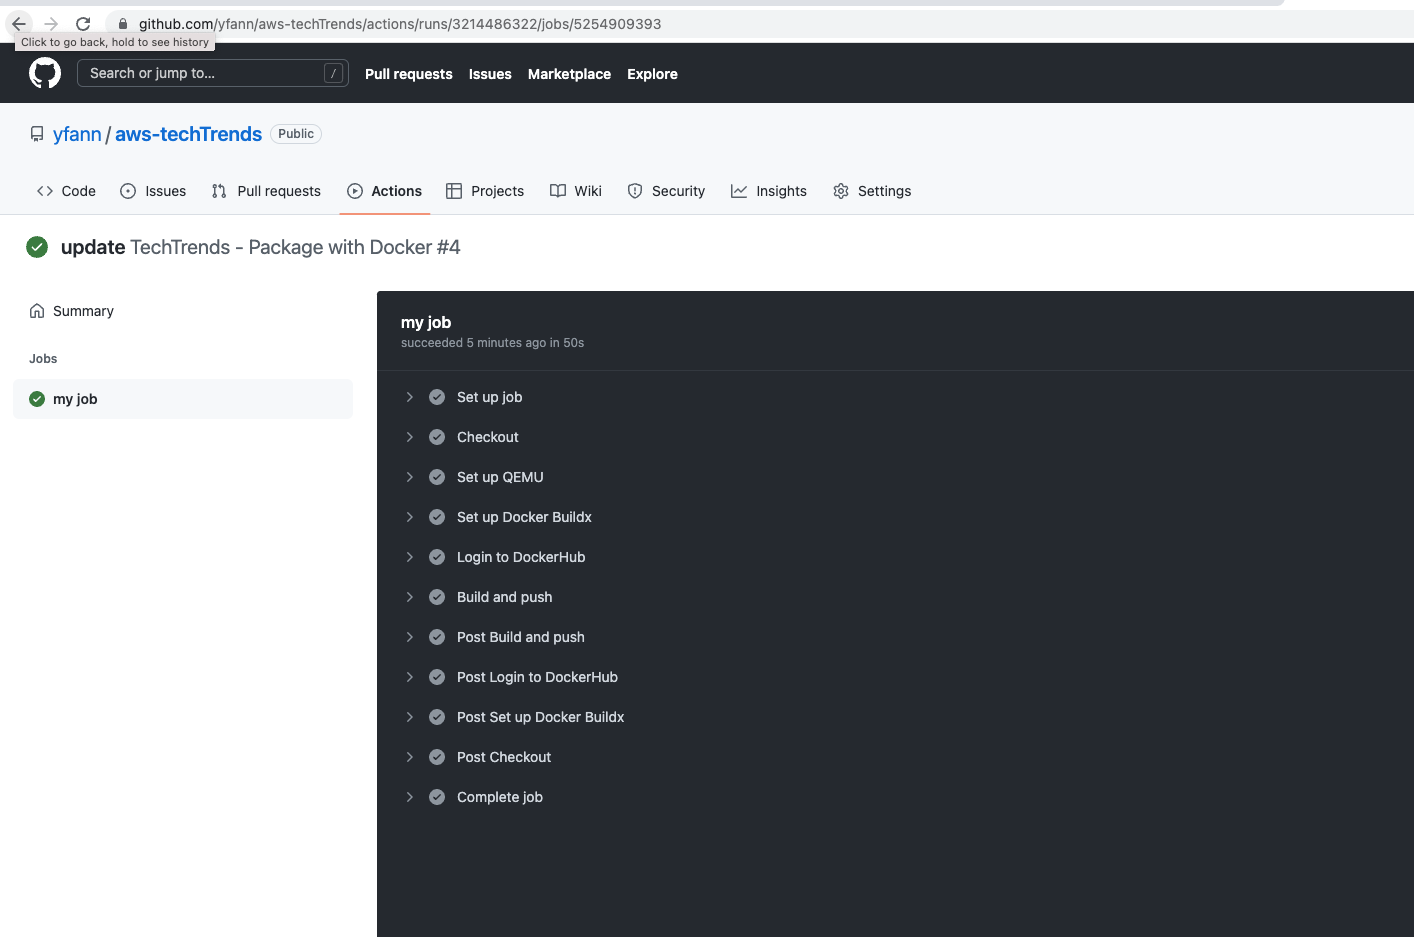 github.com/yfann/aws-techTrends/actions/runs/3214486322/jobs/5254909393
Click to go back, hold to see history
Search or jump to... /
Pull requests Issues Marketplace Explore
yfann / aws-techTrends Public
Code Issues Pull requests Actions Projects Wiki Security Insights Settings
update TechTrends - Package with Docker #4
Summary
Jobs
my job
my job
succeeded 5 minutes ago in 50s
Set up job
Checkout
Set up QEMU
Set up Docker Buildx
Login to DockerHub
Build and push
Post Build and push
Post Login to DockerHub
Post Set up Docker Buildx
Post Checkout
Complete job